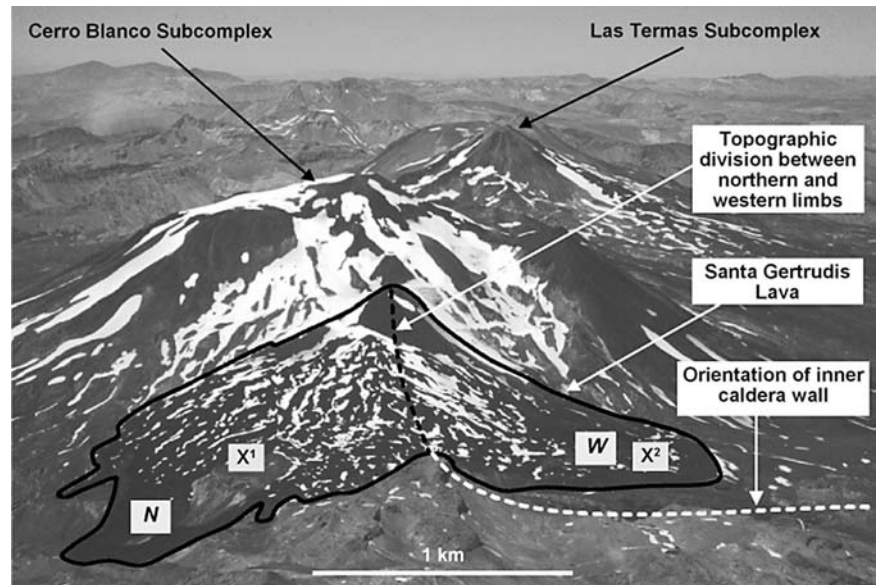 Cerro Blanco Subcomplex
Las Termas Subcomplex
Topographic
division between
northern and
western limbs
Santa Gertrudis
Lava
Orientation of inner
caldera wall
X¹
W
X²
N
1 km